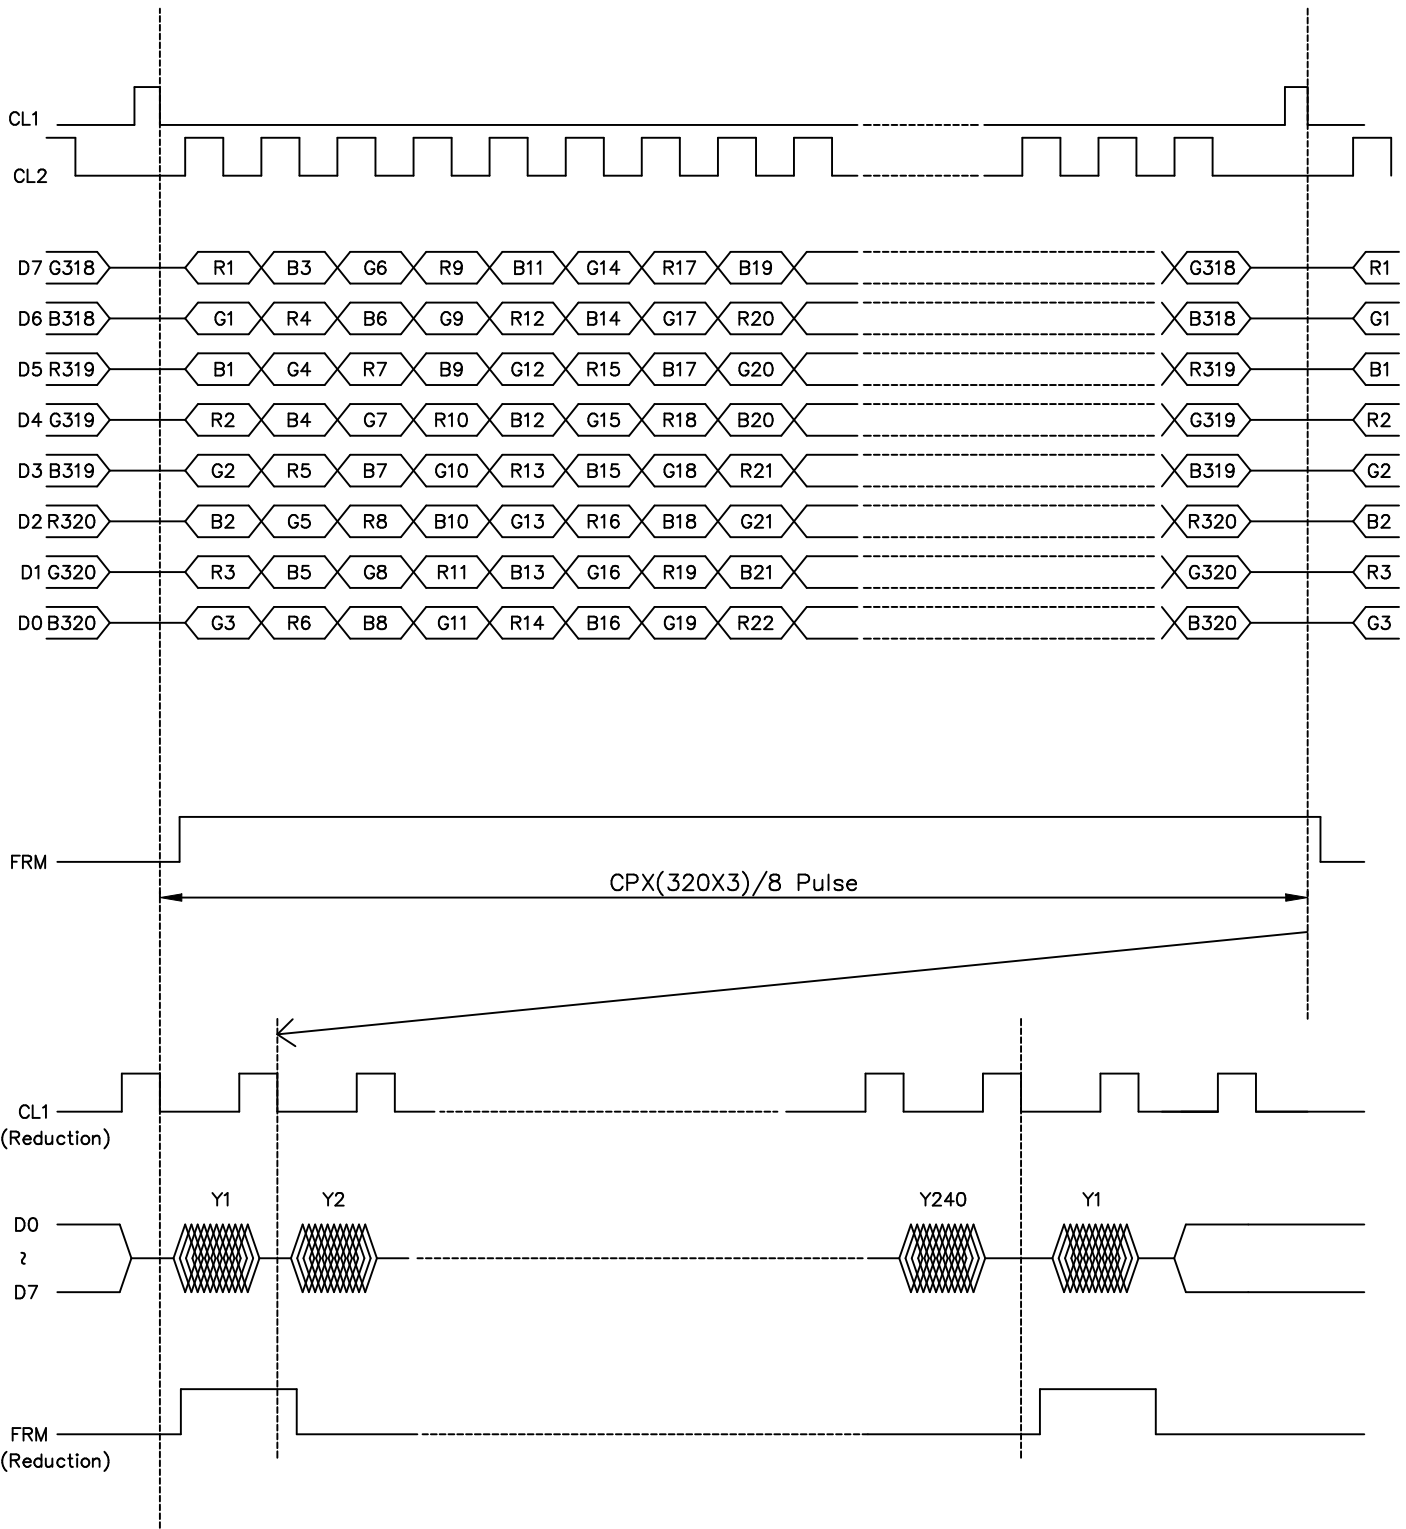 CL1
CL2
D7 G318 R1 B3 G6 R9 B11 G14 R17 B19 G318 R1
D6 B318 G1 R4 B6 G9 R12 B14 G17 R20 B318 G1
D5 R319 B1 G4 R7 B9 G12 R15 B17 G20 R319 B1
D4 G319 R2 B4 G7 R10 B12 G15 R18 B20 G319 R2
D3 B319 G2 R5 B7 G10 R13 B15 G18 R21 B319 G2
D2 R320 B2 G5 R8 B10 G13 R16 B18 G21 R320 B2
D1 G320 R3 B5 G8 R11 B13 G16 R19 B21 G320 R3
D0 B320 G3 R6 B8 G11 R14 B16 G19 R22 B320 G3
FRM
CPX(320X3)/8 Pulse
CL1
(Reduction)
Y1 Y2 Y240 Y1
D0
~
D7
FRM
(Reduction)